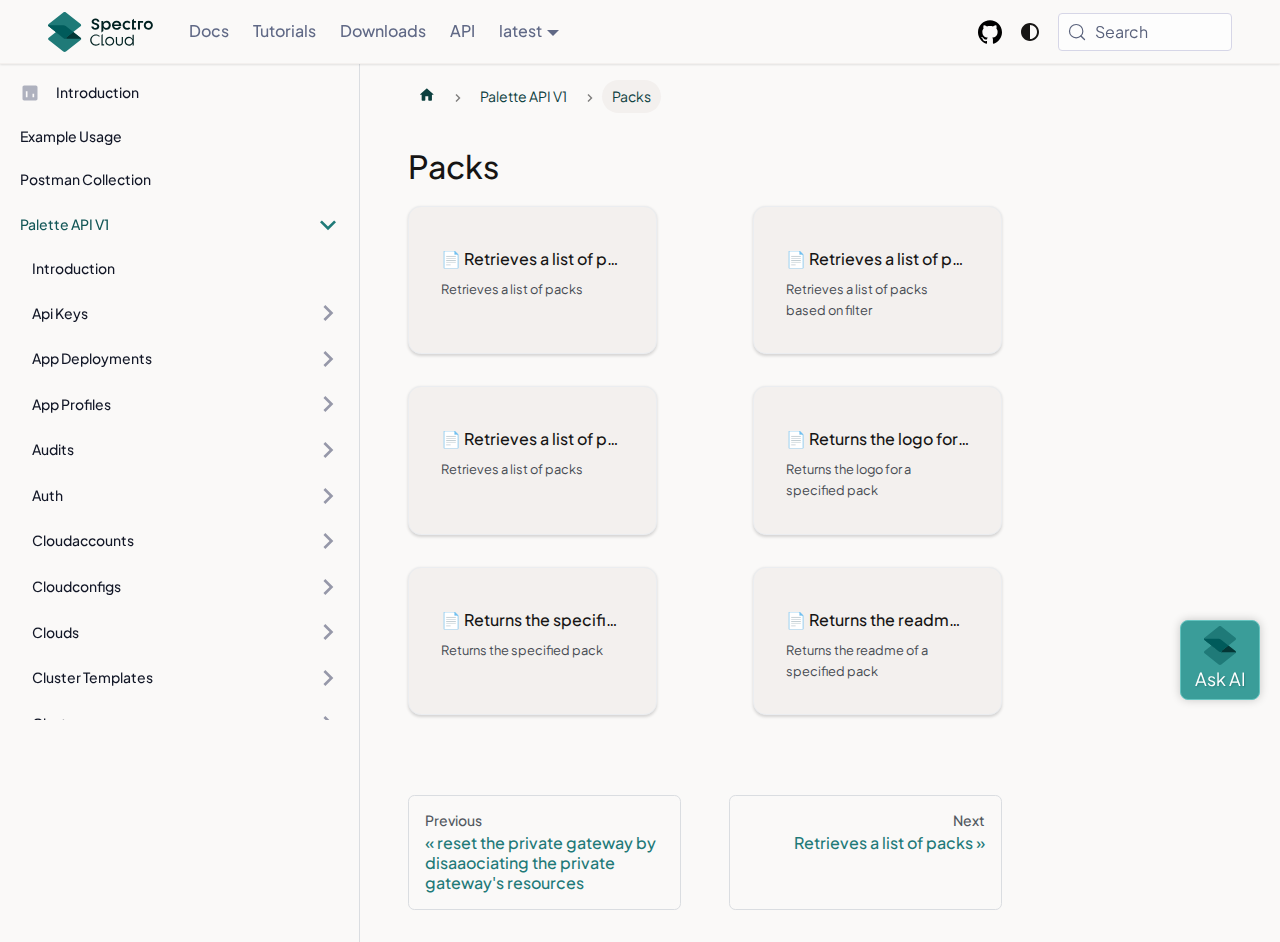 Spectro
Cloud
Docs
Tutorials
Downloads
API
latest
Search
Introduction
Example Usage
Postman Collection
Palette API V1
Introduction
Api Keys
App Deployments
App Profiles
Audits
Auth
Cloudaccounts
Cloudconfigs
Clouds
Cluster Templates
Palette API V1
Packs
Packs
Retrieves a list of p...
Retrieves a list of packs
Retrieves a list of p...
Retrieves a list of packs
based on filter
Retrieves a list of p...
Retrieves a list of packs
Returns the logo for...
Returns the logo for a
specified pack
Returns the specifi...
Returns the specified pack
Returns the readm...
Returns the readme of a
specified pack
Ask AI
Previous
« reset the private gateway by
disaaociating the private
gateway's resources
Next
Retrieves a list of packs »